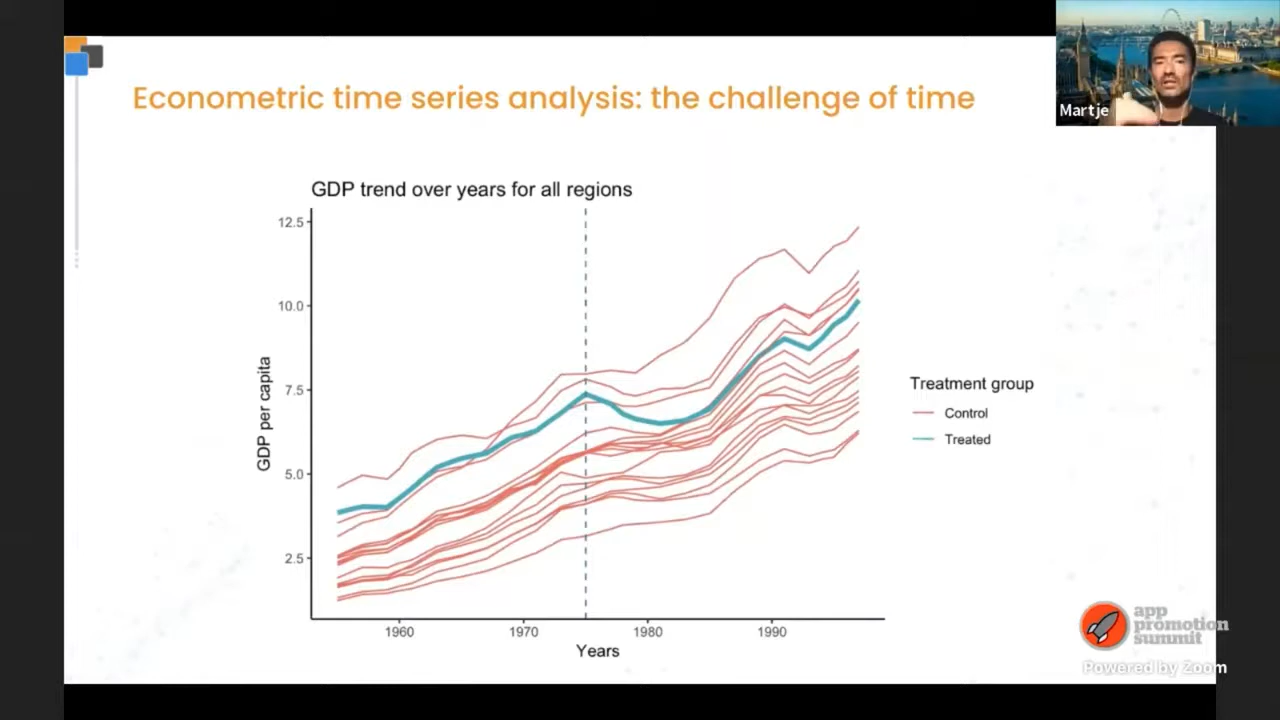 Econometric time series analysis: the challenge of time
Martje
GDP trend over years for all regions
12.5
10.0
7.5
5.0
2.5
GDP per capita
1960
1970
1980
1990
Years
Treatment group
Control
Treated
app
promotion
summit
Powered by Zoom